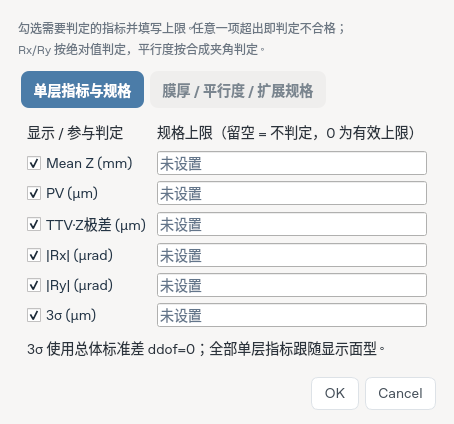 勾选需要判定的指标并填写上限。任意一项超出即判定不合格；
Rx/Ry 按绝对值判定，平行度按合成夹角判定。
单层指标与规格
膜厚 / 平行度 / 扩展规格
显示 / 参与判定
规格上限（留空 = 不判定，0 为有效上限）
Mean Z (mm)
未设置
PV (μm)
未设置
TTV·Z极差 (μm)
未设置
|Rx| (μrad)
未设置
|Ry| (μrad)
未设置
3σ (μm)
未设置
3σ 使用总体标准差 ddof=0；全部单层指标跟随显示面型。
OK
Cancel